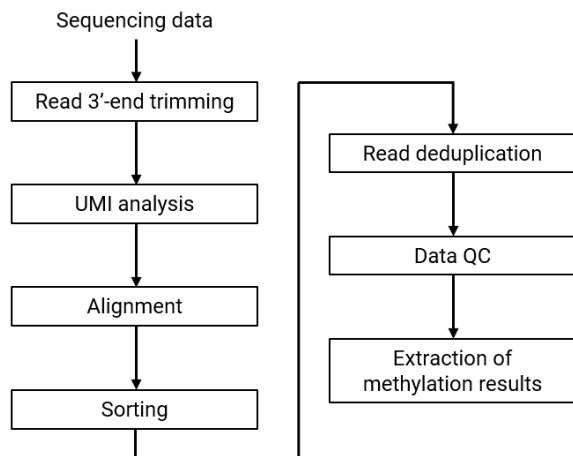 Sequencing data
Read 3’-end trimming
UMI analysis
Alignment
Sorting
Read deduplication
Data QC
Extraction of
methylation results